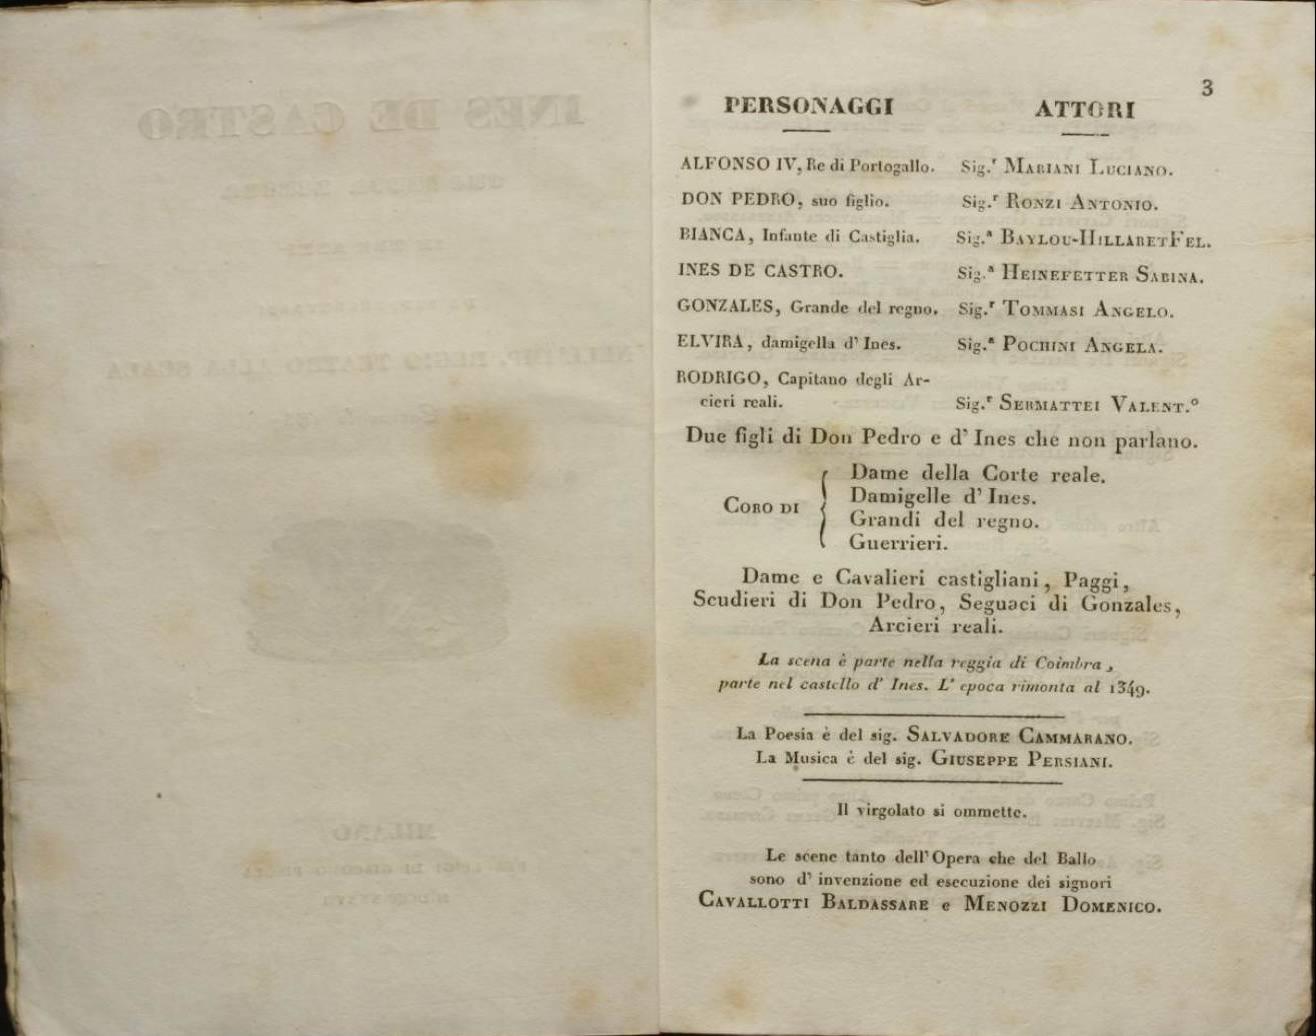 3
PERSONAGGI ATTORI
ALFONSO IV, Re di Portogallo. Sig.r MARIANI LUCIANO.
DON PEDRO, suo figlio. Sig.r RONZI ANTONIO.
BIANCA, Infante di Castiglia. Sig.a BAYLOU-HILLARET FEL.
INES DE CASTRO. Sig.a HEINEFETTER SABINA.
GONZALES, Grande del regno. Sig.r TOMMASI ANGELO.
ELVIRA, damigella d' Ines. Sig.a POCHINI ANGELA.
RODRIGO, Capitano degli Ar-
cieri reali. Sig.r SERMATTEI VALENT.o
Due figli di Don Pedro e d' Ines che non parlano.
CORO DI
Dame della Corte reale.
Damigelle d' Ines.
Grandi del regno.
Guerrieri.
Dame e Cavalieri castigliani, Paggi,
Scudieri di Don Pedro, Seguaci di Gonzales,
Arcieri reali.
La scena è parte nella reggia di Coimbra,
parte nel castello d' Ines. L' epoca rimonta al 1349.
La Poesia è del sig. SALVADORE CAMMARANO.
La Musica è del sig. GIUSEPPE PERSIANI.
Il virgolato si ommette.
Le scene tanto dell' Opera che del Ballo
sono d' invenzione ed esecuzione dei signori
CAVALLOTTI BALDASSARE e MENOZZI DOMENICO.